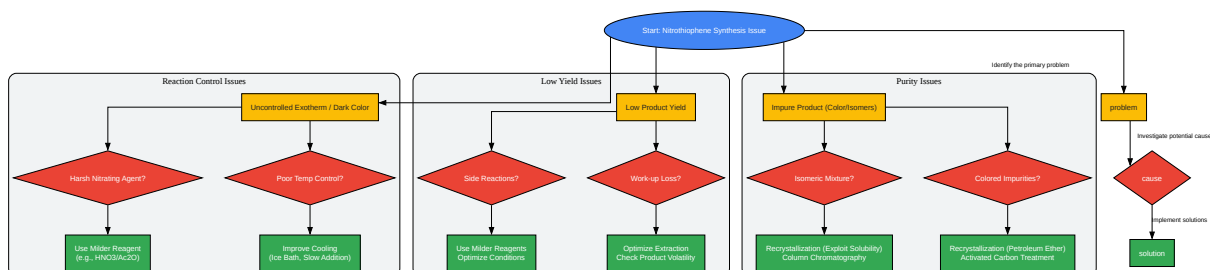 Start: Nitrothiophene Synthesis Issue
Identify the primary problem
Reaction Control Issues
Low Yield Issues
Purity Issues
Uncontrolled Exotherm / Dark Color
Low Product Yield
Impure Product (Color/Isomers)
problem
Investigate potential cause
Harsh Nitrating Agent?
Poor Temp Control?
Side Reactions?
Work-up Loss?
Isomeric Mixture?
Colored Impurities?
cause
Implement solutions
Use Milder Reagent
(e.g., HNO3/Ac2O)
Improve Cooling
(Ice Bath, Slow Addition)
Use Milder Reagents
Optimize Conditions
Optimize Extraction
Check Product Volatility
Recrystallization (Exploit Solubility)
Column Chromatography
Recrystallization (Petroleum Ether)
Activated Carbon Treatment
solution